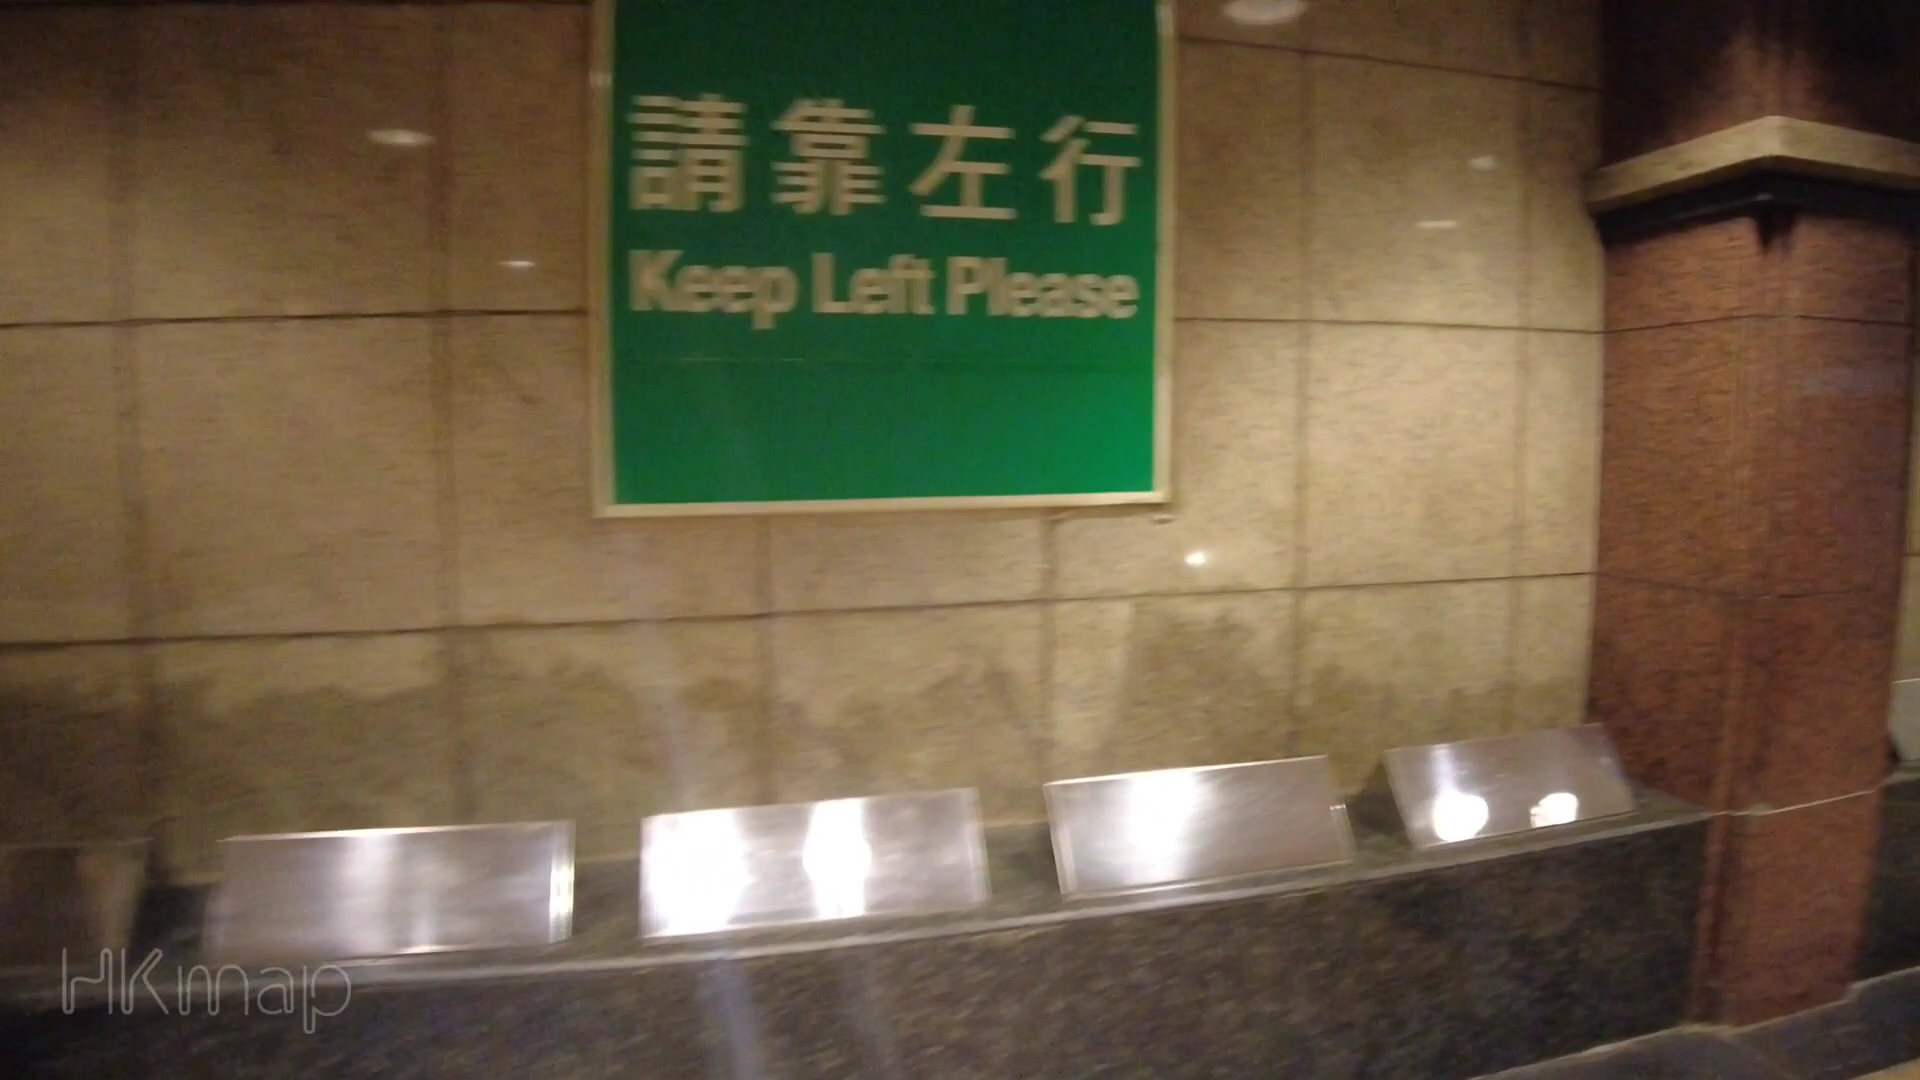 請靠左行
Keep Left Please
HKmap